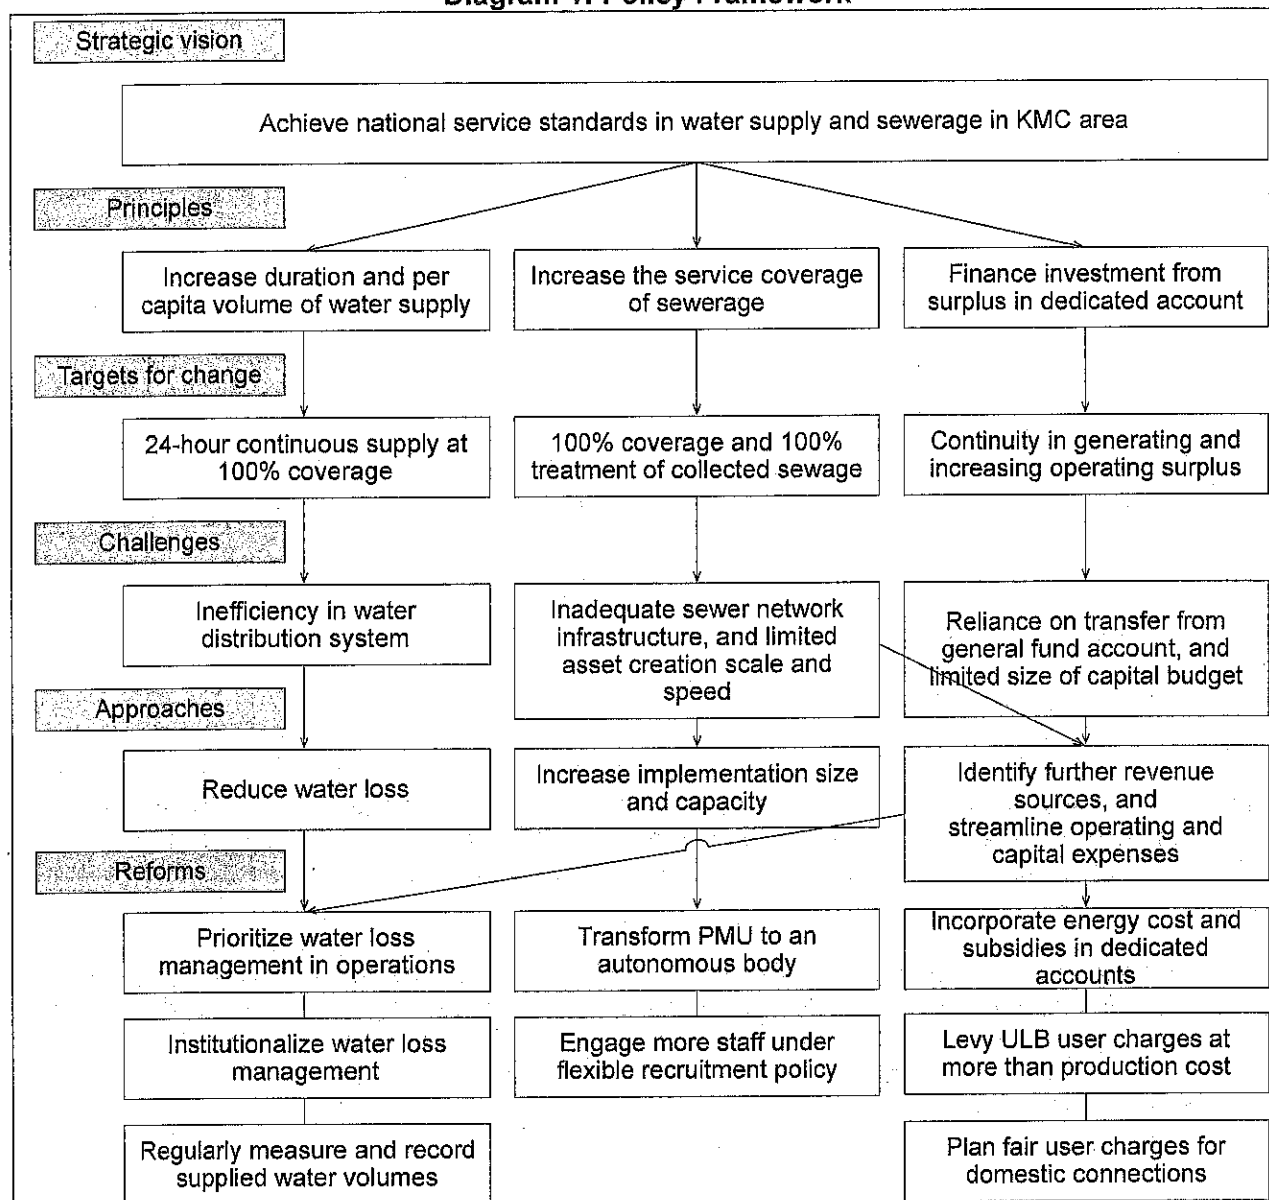 Diagram 1: Policy Framework
Strategic vision
Achieve national service standards in water supply and sewerage in KMC area
Principles
Increase duration and per
capita volume of water supply
Increase the service coverage
of sewerage
Finance investment from
surplus in dedicated account
Targets for change
24-hour continuous supply at
100% coverage
100% coverage and 100%
treatment of collected sewage
Continuity in generating and
increasing operating surplus
Challenges
Inefficiency in water
distribution system
Inadequate sewer network
infrastructure, and limited
asset creation scale and
speed
Reliance on transfer from
general fund account, and
limited size of capital budget
Approaches
Reduce water loss
Increase implementation size
and capacity
Identify further revenue
sources, and
streamline operating and
capital expenses
Reforms
Prioritize water loss
management in operations
Transform PMU to an
autonomous body
Incorporate energy cost and
subsidies in dedicated
accounts
Institutionalize water loss
management
Engage more staff under
flexible recruitment policy
Levy ULB user charges at
more than production cost
Regularly measure and record
supplied water volumes
Plan fair user charges for
domestic connections